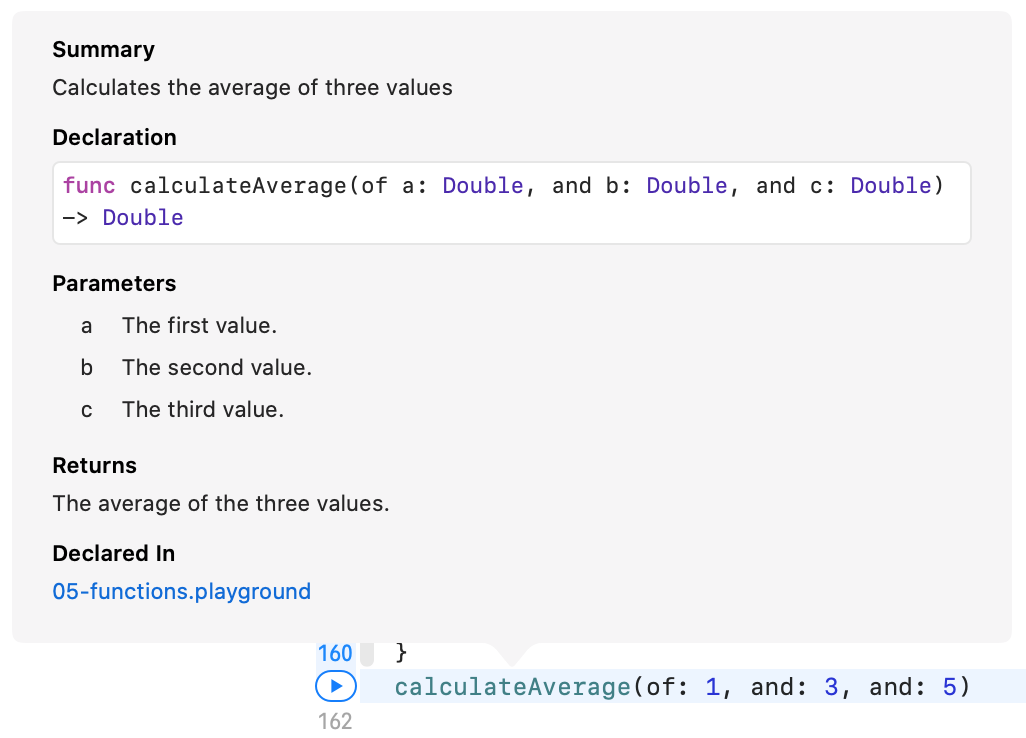 Summary
Calculates the average of three values
Declaration
func calculateAverage(of a: Double, and b: Double, and c: Double)
-> Double
Parameters
a The first value.
b The second value.
c The third value.
Returns
The average of the three values.
Declared In
05-functions.playground
160 }
calculateAverage(of: 1, and: 3, and: 5)
162